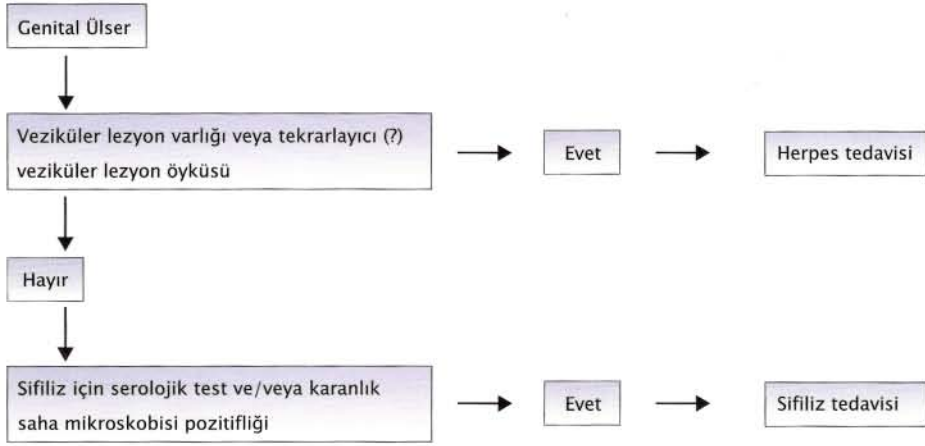 Genital Ülser
Veziküler lezyon varlığı veya tekrarlayıcı (?)
veziküler lezyon öyküsü
Evet
Herpes tedavisi
Hayır
Sifiliz için serolojik test ve/veya karanlık
saha mikroskobisi pozitifliği
Evet
Sifiliz tedavisi